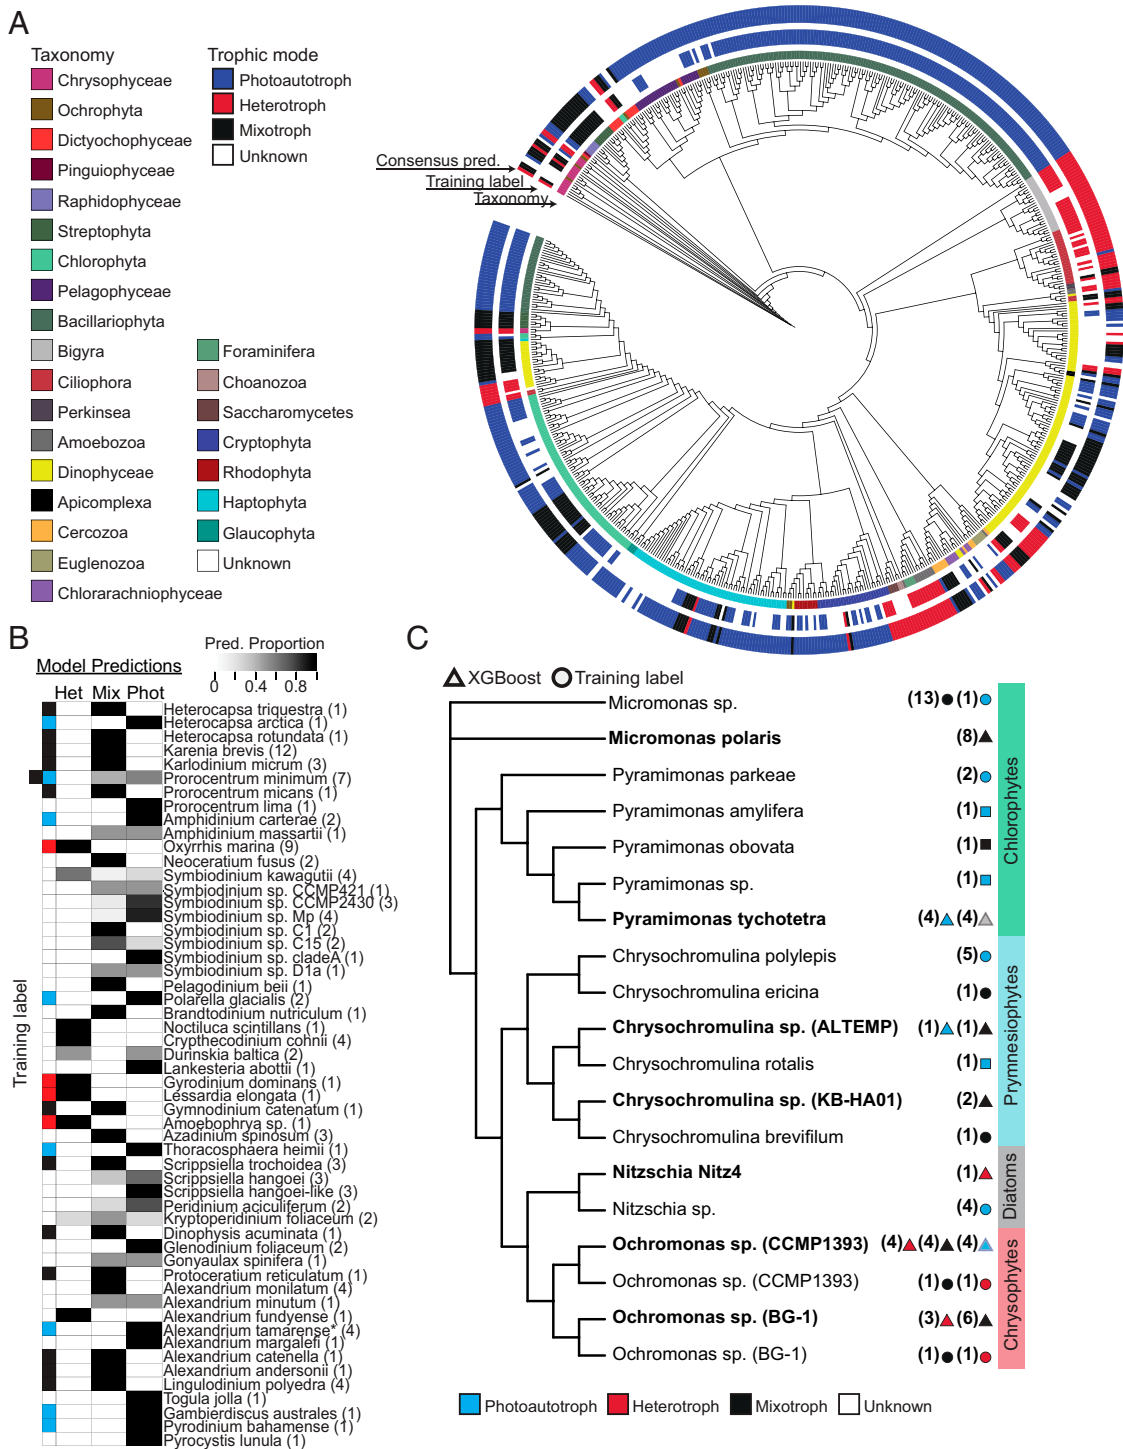 A
Taxonomy
Chrysophyceae
Ochrophyta
Dictyochophyceae
Pinguiophyceae
Raphidophyceae
Streptophyta
Chlorophyta
Pelagophyceae
Bacillariophyta
Bigyra
Ciliophora
Perkinsea
Amoebozoa
Dinophyceae
Apicomplexa
Cercozoa
Euglenozoa
Chlorarachniophyceae
Foraminifera
Choanozoa
Saccharomycetes
Cryptophyta
Rhodophyta
Haptophyta
Glaucophyta
Unknown
Trophic mode
Photoautotroph
Heterotroph
Mixotroph
Unknown
Consensus pred.
Training label
Taxonomy
B
Pred. Proportion
0 0.4 0.8
Model Predictions
Het Mix Phot
Training label
Heterocapsa triquestra (1)
Heterocapsa arctica (1)
Heterocapsa rotundata (1)
Karenia brevis (12)
Karlodinium micrum (3)
Prorocentrum minimum (7)
Prorocentrum micans (1)
Prorocentrum lima (1)
Amphidinium carterae (2)
Amphidinium massartii (1)
Oxyrrhis marina (9)
Neoceratium fusus (2)
Symbiodinium kawagutii (4)
Symbiodinium sp. CCMP421 (1)
Symbiodinium sp. CCMP2430 (3)
Symbiodinium sp. Mp (4)
Symbiodinium sp. C1 (2)
Symbiodinium sp. C15 (2)
Symbiodinium sp. cladeA (1)
Symbiodinium sp. D1a (1)
Pelagodinium beii (1)
Polarella glacialis (2)
Brandtodinium nutriculum (1)
Noctiluca scintillans (1)
Crypthecodinium cohnii (4)
Durinskia baltica (2)
Lankesteria abottii (1)
Gyrodinium dominans (1)
Lessardia elongata (1)
Gymnodinium catenatum (1)
Amoebophrya sp. (1)
Azadinium spinosum (3)
Thoracosphaera heimii (1)
Scrippsiella trochoidea (3)
Scrippsiella hangoei (3)
Scrippsiella hangoei-like (3)
Peridinium aciculiferum (2)
Kryptoperidinium foliaceum (2)
Dinophysis acuminata (1)
Glenodinium foliaceum (2)
Gonyaulax spinifera (1)
Protoceratium reticulatum (1)
Alexandrium monilatum (4)
Alexandrium minutum (1)
Alexandrium fundyense (1)
Alexandrium tamarense* (4)
Alexandrium margalefi (1)
Alexandrium catenella (1)
Alexandrium andersonii (1)
Lingulodinium polyedra (4)
Togula jolla (1)
Gambierdiscus australes (1)
Pyrodinium bahamense (1)
Pyrocystis lunula (1)
C
XGBoost Training label
Micromonas sp. (13) (1)
Micromonas polaris (8)
Pyramimonas parkeae (2)
Pyramimonas amylifera (1)
Pyramimonas obovata (1)
Pyramimonas sp. (1)
Pyramimonas tychotetra (4) (4)
Chrysochromulina polylepis (5)
Chrysochromulina ericina (1)
Chrysochromulina sp. (ALTEMP) (1) (1)
Chrysochromulina rotalis (1)
Chrysochromulina sp. (KB-HA01) (2)
Chrysochromulina brevifilum (1)
Nitzschia Nitz4 (1)
Nitzschia sp. (4)
Ochromonas sp. (CCMP1393) (4) (4) (4)
Ochromonas sp. (CCMP1393) (1) (1)
Ochromonas sp. (BG-1) (3) (6)
Ochromonas sp. (BG-1) (1) (1)
Chlorophytes
Prymnesiophytes
Diatoms
Chrysophytes
Photoautotroph Heterotroph Mixotroph Unknown